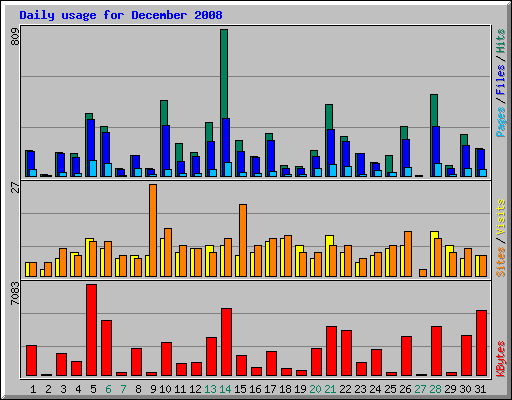 Daily usage for December 2008
809
Pages / Files / Hits
27
Sites / Visits
7083
KBytes
1 2 3 4 5 6 7 8 9 10 11 12 13 14 15 16 17 18 19 20 21 22 23 24 25 26 27 28 29 30 31